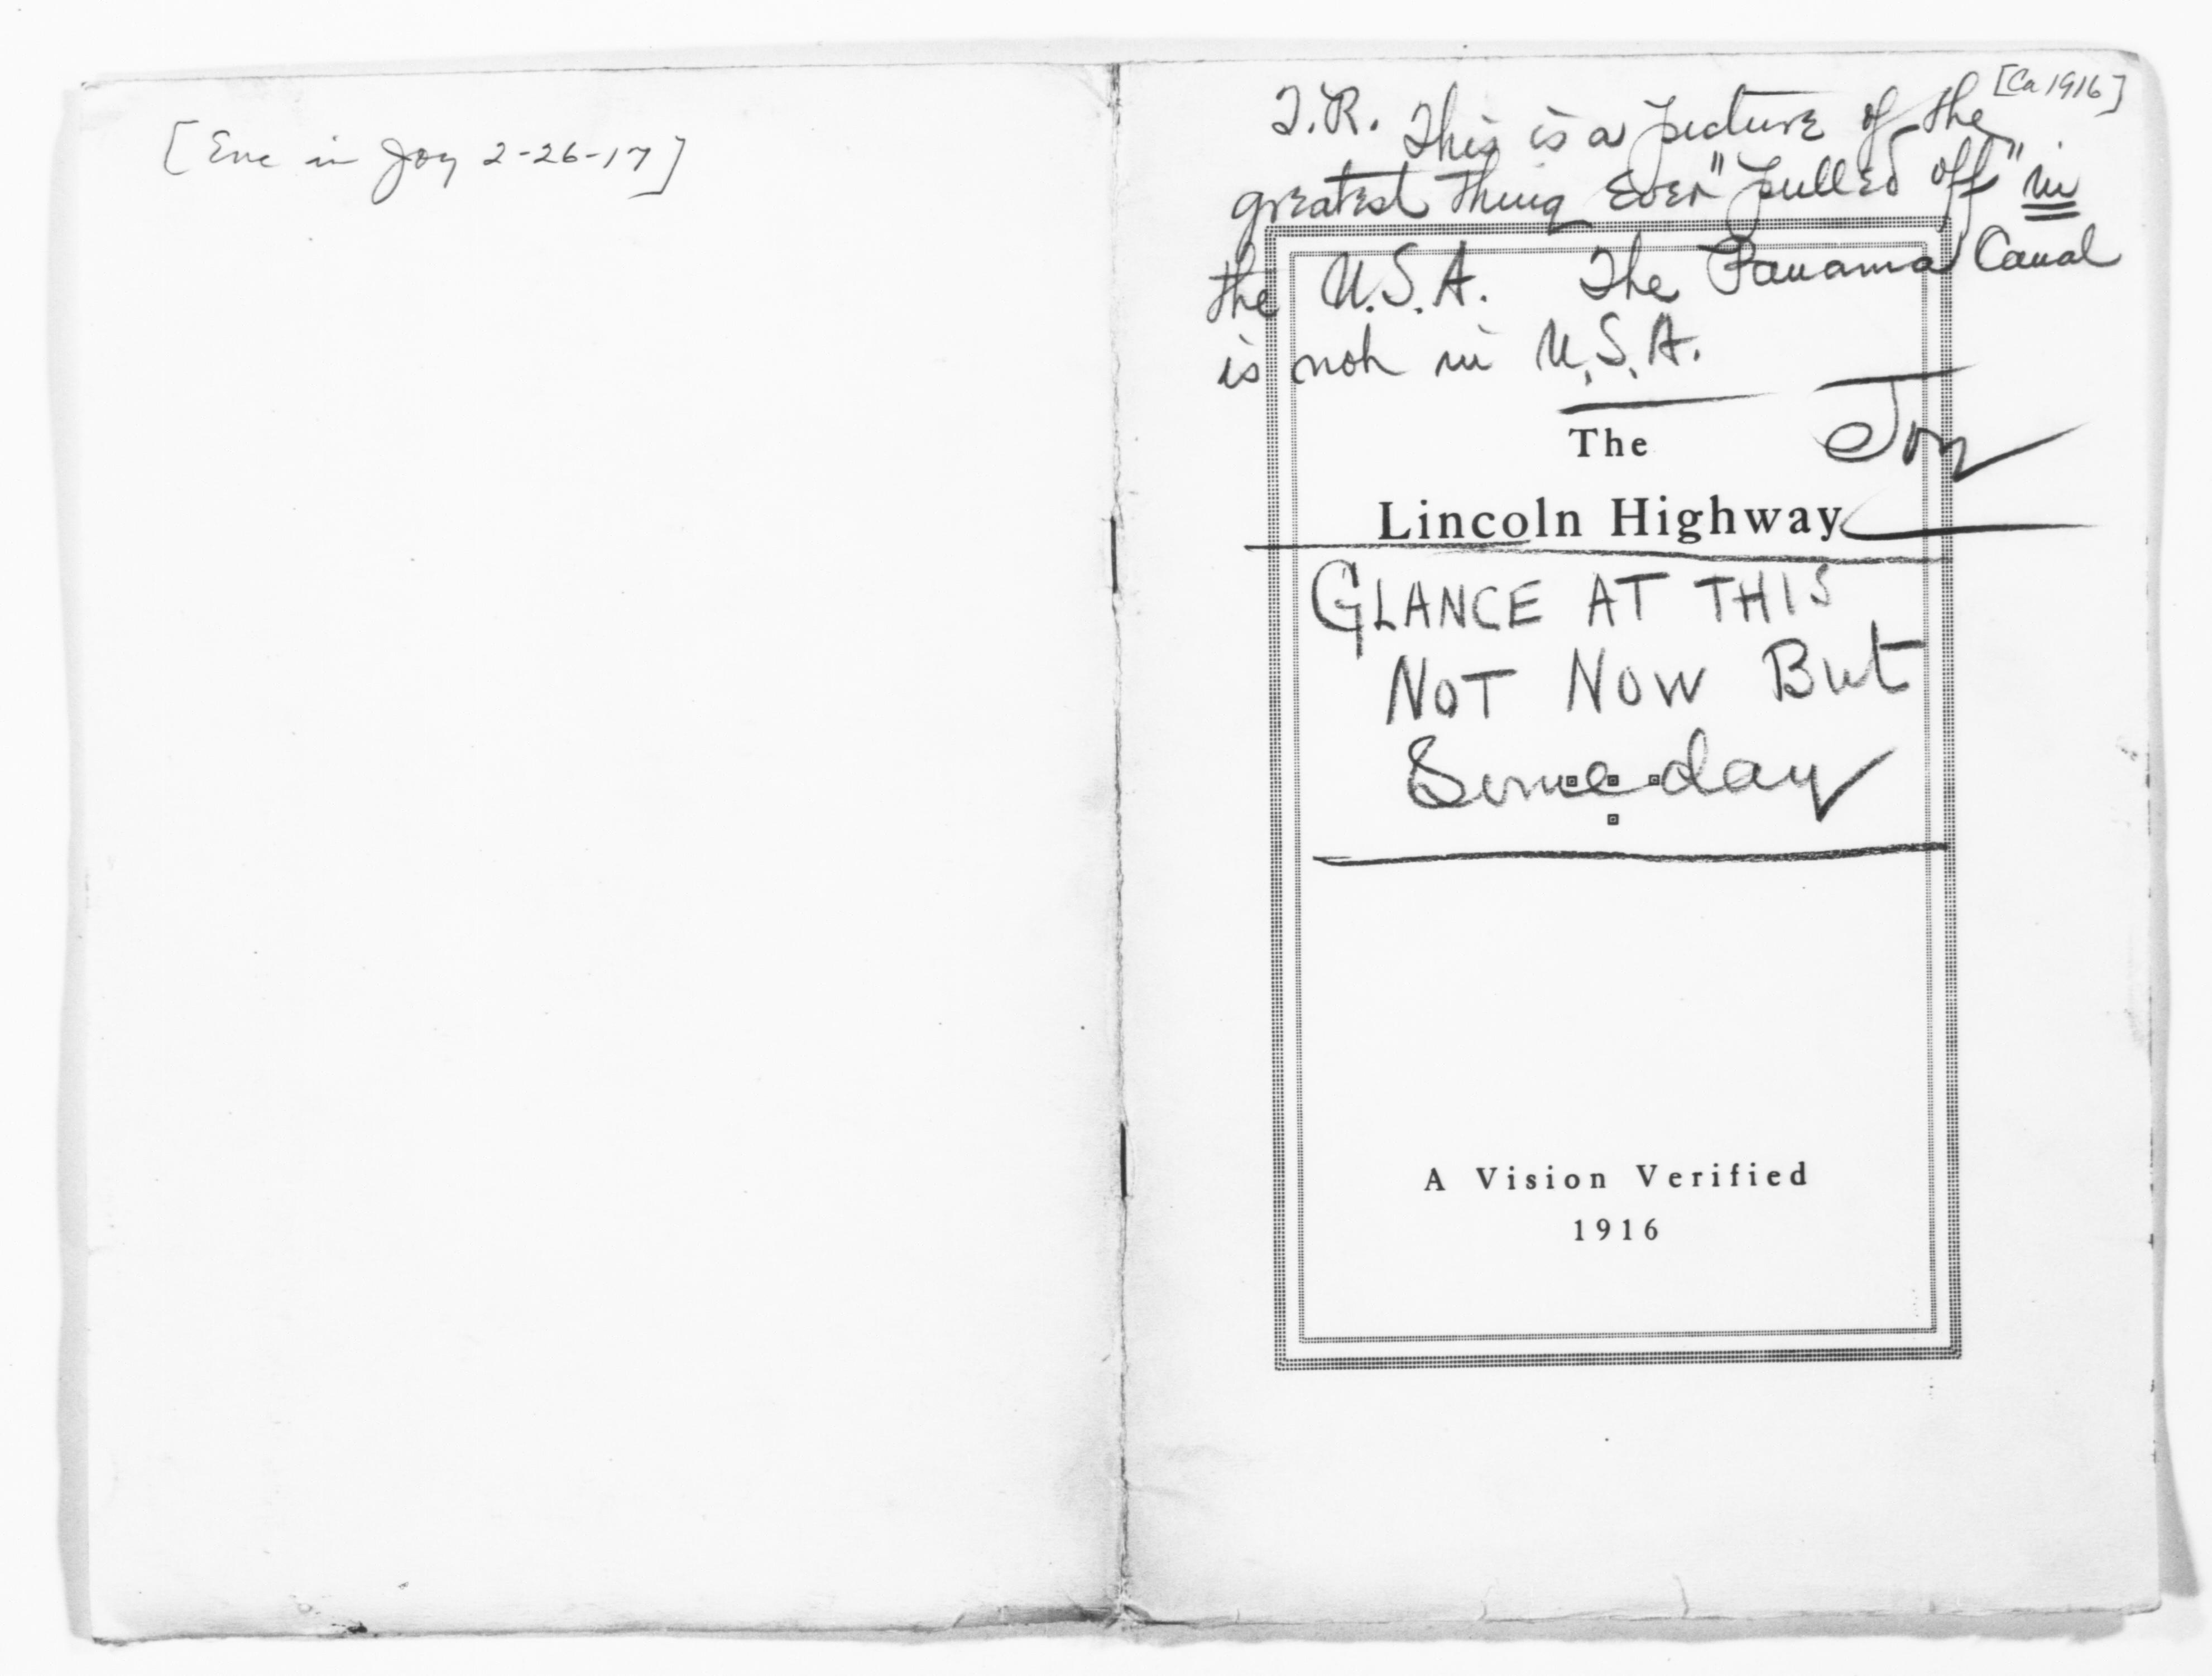 [Enc in Joy 2-26-17]
[Ca 1916]
T.R. This is a picture of the
greatest thing ever "pulled off" in
the U.S.A. The Panama Canal
is not in U.S.A.
Joy
The
Lincoln Highway
GLANCE AT THIS
NOT NOW BUt
Some day
A Vision Verified
1916